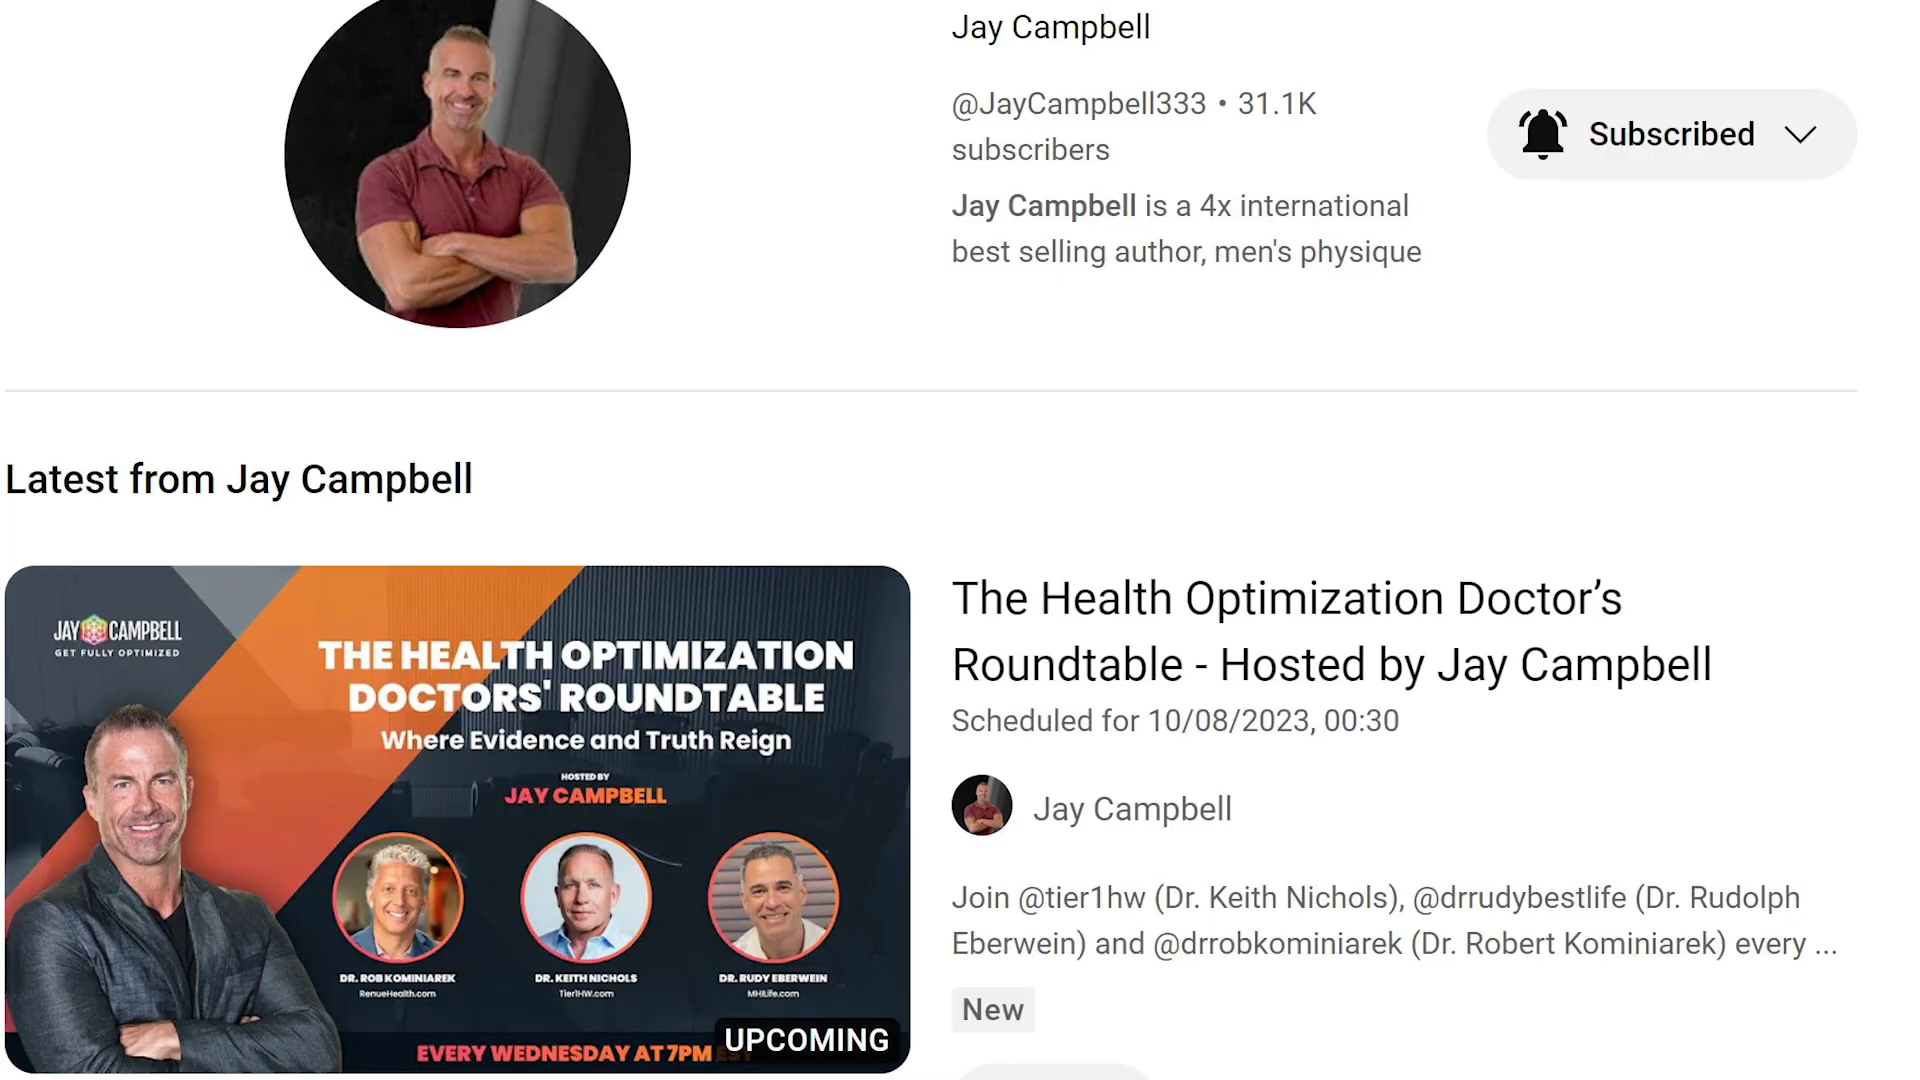 Jay Campbell
@JayCampbell333 • 31.1K
subscribers
Subscribed
Jay Campbell is a 4x international
best selling author, men's physique
Latest from Jay Campbell
JAY CAMPBELL
GET FULLY OPTIMIZED
THE HEALTH OPTIMIZATION
DOCTORS' ROUNDTABLE
Where Evidence and Truth Reign
HOSTED BY
JAY CAMPBELL
DR. ROB KOMINIAREK
RenueHealth.com
DR. KEITH NICHOLS
Tier1HW.com
DR. RUDY EBERWEIN
MHILife.com
EVERY WEDNESDAY AT 7PM EST
UPCOMING
The Health Optimization Doctor’s
Roundtable - Hosted by Jay Campbell
Scheduled for 10/08/2023, 00:30
Jay Campbell
Join @tier1hw (Dr. Keith Nichols), @drrudybestlife (Dr. Rudolph
Eberwein) and @drrobkominiarek (Dr. Robert Kominiarek) every ...
New